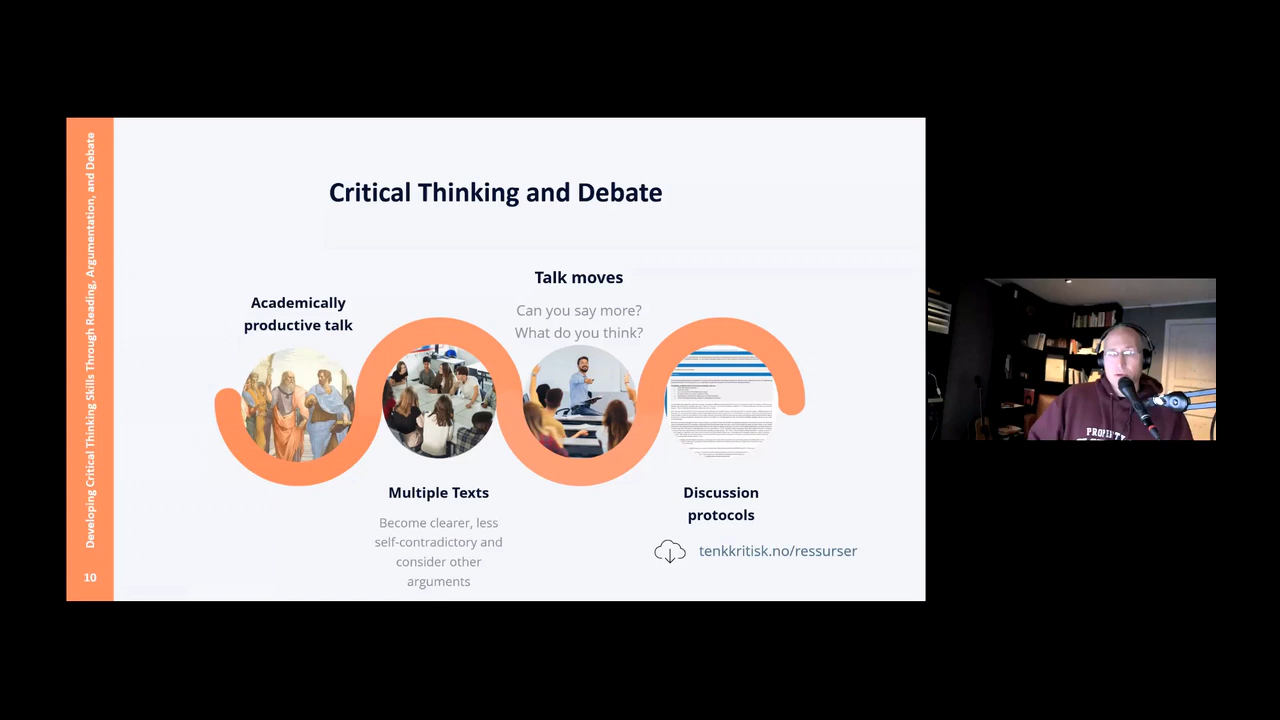 Developing Critical Thinking Skills Through Reading, Argumentation, and Debate
10
Critical Thinking and Debate
Academically
productive talk
Multiple Texts
Become clearer, less
self-contradictory and
consider other
arguments
Talk moves
Can you say more?
What do you think?
Discussion
protocols
tenkkritisk.no/ressurser